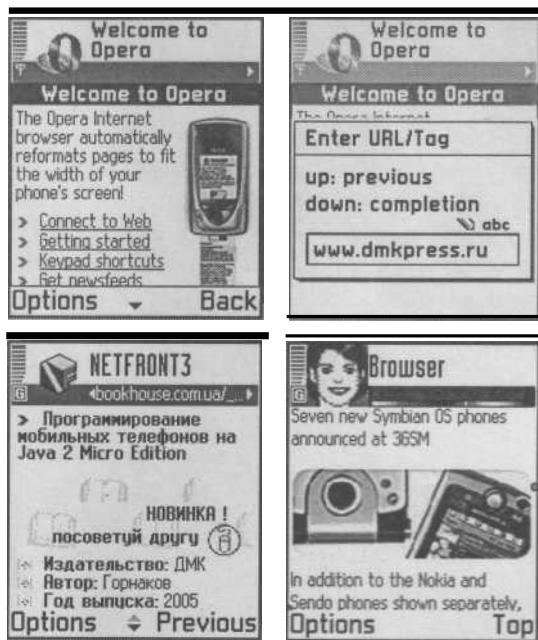 Welcome to
Opera
Welcome to Opera
The Opera Internet
browser automatically
reformats pages to fit
the width of your
phone's screen!
> Connect to Web
> Getting started
> Keypad shortcuts
> Get newsfeeds
Options
Back
Welcome to
Opera
Welcome to Opera
The Opera Internet
Enter URL/Tag
up: previous
down: completion
abc
www.dmkpress.ru
NETFRONT3
G
bookhouse.com.ua/_...
> Программирование
мобильных телефонов на
Java 2 Micro Edition
НОВИНКА !
посоветуй другу
Издательство: ДМК
Автор: Горнаков
Год выпуска: 2005
Options
Previous
Browser
G
Seven new Symbian OS phones
announced at 3GSM
In addition to the Nokia and
Sendo phones shown separately,
Options
Top